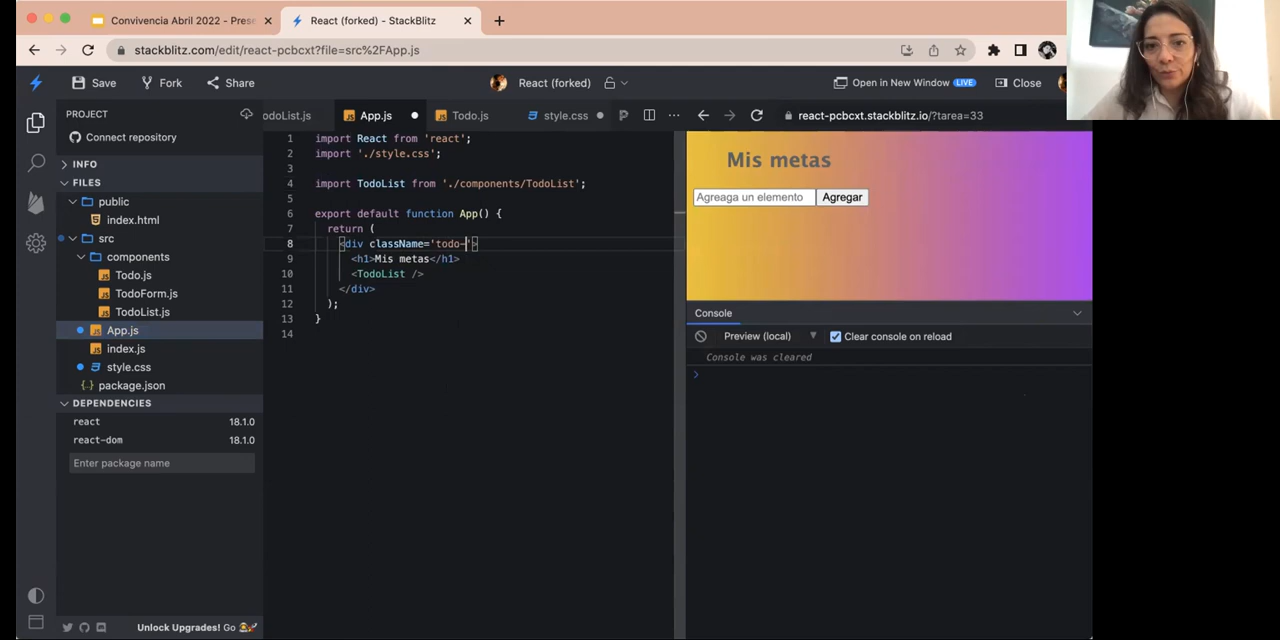 Convivencia Abril 2022 - Prese
React (forked) - StackBlitz
stackblitz.com/edit/react-pcbcxt?file=src%2FApp.js
Save
Fork
Share
React (forked)
Open in New Window LIVE
Close
PROJECT
Connect repository
INFO
FILES
public
index.html
src
components
Todo.js
TodoForm.js
TodoList.js
App.js
index.js
style.css
package.json
DEPENDENCIES
react 18.1.0
react-dom 18.1.0
Enter package name
Unlock Upgrades! Go
odoList.js
App.js
Todo.js
style.css
1 import React from 'react';
2 import './style.css';
3
4 import TodoList from './components/TodoList';
5
6 export default function App() {
7 return (
8 <div className='todo-'>
9 <h1>Mis metas</h1>
10 <TodoList />
11 </div>
12 );
13 }
14
react-pcbcxt.stackblitz.io/?tarea=33
Mis metas
Agreaga un elemento
Agregar
Console
Preview (local)
Clear console on reload
Console was cleared